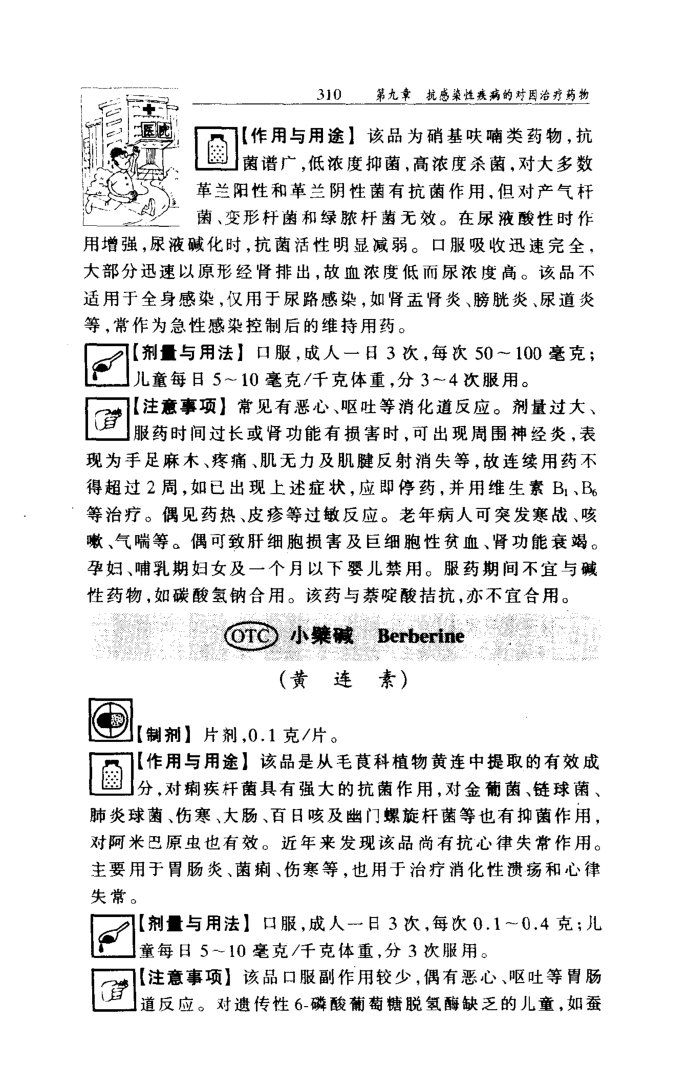 310 第九章 抗感染性疾病的对因治疗药物
医院
【作用与用途】该品为硝基呋喃类药物,抗
菌谱广,低浓度抑菌,高浓度杀菌,对大多数
革兰阳性和革兰阴性菌有抗菌作用,但对产气杆
菌、变形杆菌和绿脓杆菌无效。在尿液酸性时作
用增强,尿液碱化时,抗菌活性明显减弱。口服吸收迅速完全,
大部分迅速以原形经肾排出,故血浓度低而尿浓度高。该品不
适用于全身感染,仅用于尿路感染,如肾盂肾炎、膀胱炎、尿道炎
等,常作为急性感染控制后的维持用药。
【剂量与用法】口服,成人一日3次,每次50~100毫克;
儿童每日5~10毫克/千克体重,分3~4次服用。
【注意事项】常见有恶心、呕吐等消化道反应。剂量过大、
服药时间过长或肾功能有损害时,可出现周围神经炎,表
现为手足麻木、疼痛、肌无力及肌腱反射消失等,故连续用药不
得超过2周,如已出现上述症状,应即停药,并用维生素B₁、B₆
等治疗。偶见药热、皮疹等过敏反应。老年病人可突发寒战、咳
嗽、气喘等。偶可致肝细胞损害及巨细胞性贫血、肾功能衰竭。
孕妇、哺乳期妇女及一个月以下婴儿禁用。服药期间不宜与碱
性药物,如碳酸氢钠合用。该药与萘啶酸拮抗,亦不宜合用。
OTC 小檗碱 Berberine
(黄连素)
【制剂】片剂,0.1克/片。
【作用与用途】该品是从毛茛科植物黄连中提取的有效成
分,对痢疾杆菌具有强大的抗菌作用,对金葡菌、链球菌、
肺炎球菌、伤寒、大肠、百日咳及幽门螺旋杆菌等也有抑菌作用,
对阿米巴原虫也有效。近年来发现该品尚有抗心律失常作用。
主要用于胃肠炎、菌痢、伤寒等,也用于治疗消化性溃疡和心律
失常。
【剂量与用法】口服,成人一日3次,每次0.1~0.4克;儿
童每日5~10毫克/千克体重,分3次服用。
【注意事项】该品口服副作用较少,偶有恶心、呕吐等胃肠
道反应。对遗传性6-磷酸葡萄糖脱氢酶缺乏的儿童,如蚕